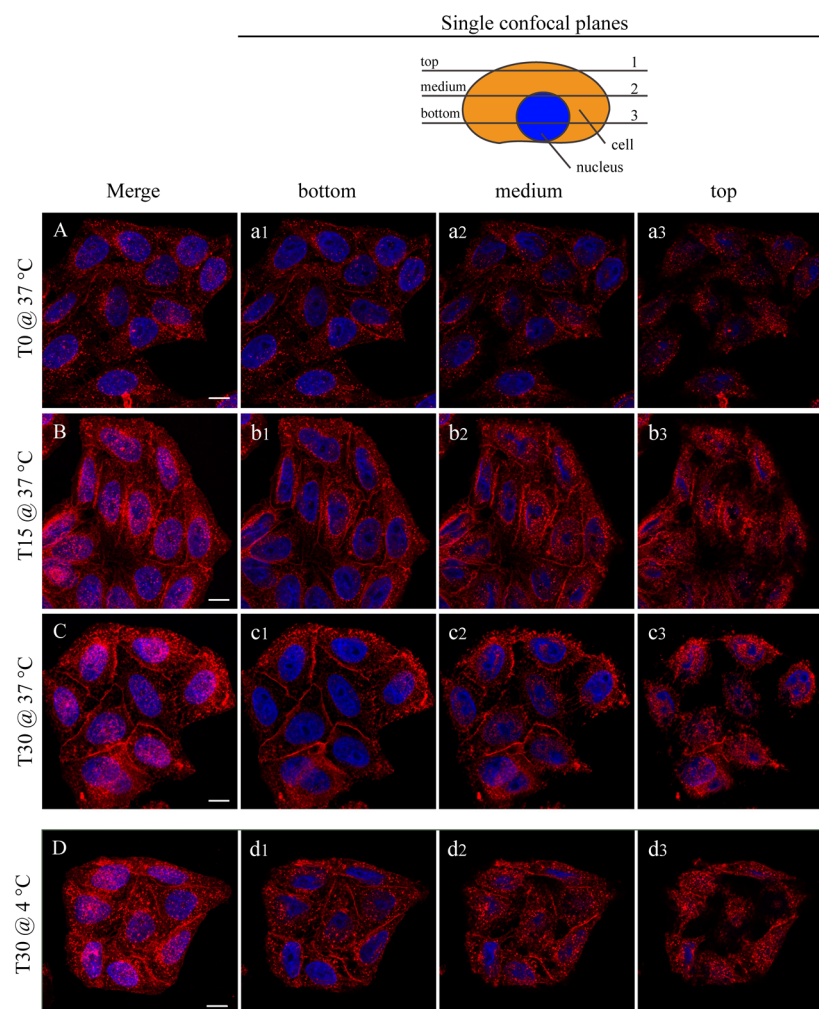 Single confocal planes
top 1
medium 2
bottom 3
cell
nucleus
Merge bottom medium top
T0 @ 37 °C
A a1 a2 a3
T15 @ 37 °C
B b1 b2 b3
T30 @ 37 °C
C c1 c2 c3
T30 @ 4 °C
D d1 d2 d3